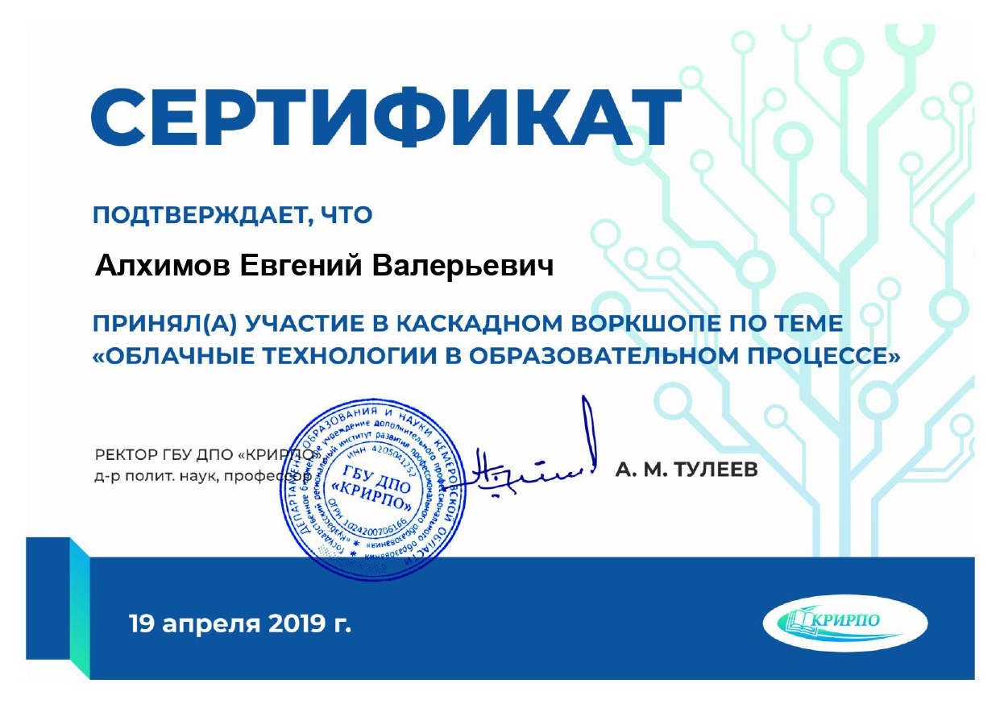 СЕРТИФИКАТ
ПОДТВЕРЖДАЕТ, ЧТО
Алхимов Евгений Валерьевич
ПРИНЯЛ(А) УЧАСТИЕ В КАСКАДНОМ ВОРКШОПЕ ПО ТЕМЕ
«ОБЛАЧНЫЕ ТЕХНОЛОГИИ В ОБРАЗОВАТЕЛЬНОМ ПРОЦЕССЕ»
РЕКТОР ГБУ ДПО «КРИРПО»,
д-р полит. наук, профессор
ДЕПАРТАМЕНТ ОБРАЗОВАНИЯ И НАУКИ КЕМЕРОВСКОЙ ОБЛАСТИ
Государственное бюджетное учреждение дополнительного профессионального образования
«Кузбасский региональный институт развития профессионального образования»
ИНН 4205041252
ГБУ ДПО
«КРИРПО»
ОГРН 1024200706166
А. М. ТУЛЕЕВ
19 апреля 2019 г.
КРИРПО